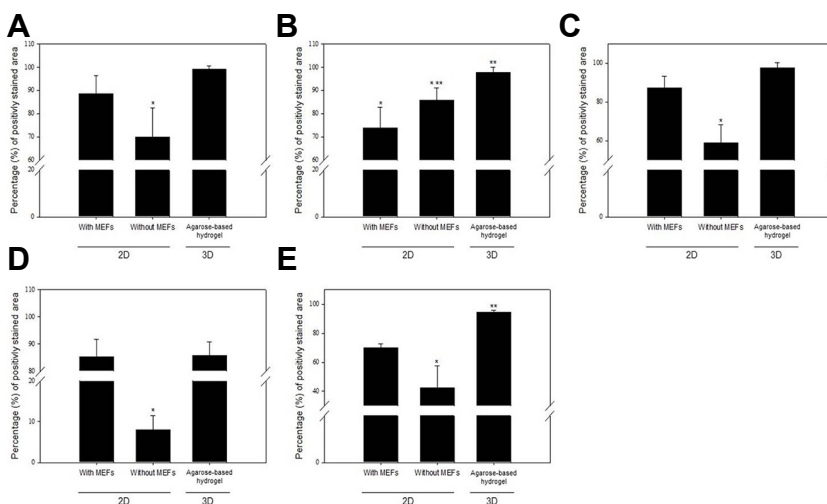 A
Percentage (%) of positivly stained area
110
100
90
80
70
60
20
0
*
With MEFs
Without MEFs
Agarose-based
hydrogel
2D
3D
B
Percentage (%) of positivly stained area
110
100
90
80
70
60
20
0
*
* **
**
With MEFs
Without MEFs
Agarose-based
hydrogel
2D
3D
C
Percentage (%) of positivly stained area
100
80
60
0
*
With MEFs
Without MEFs
Agarose-based
hydrogel
2D
3D
D
Percentage (%) of positivly stained area
110
100
90
80
20
10
0
*
With MEFs
Without MEFs
Agarose-based
hydrogel
2D
3D
E
Percentage (%) of positivly stained area
100
80
60
40
0
*
**
With MEFs
Without MEFs
Agarose-based
hydrogel
2D
3D